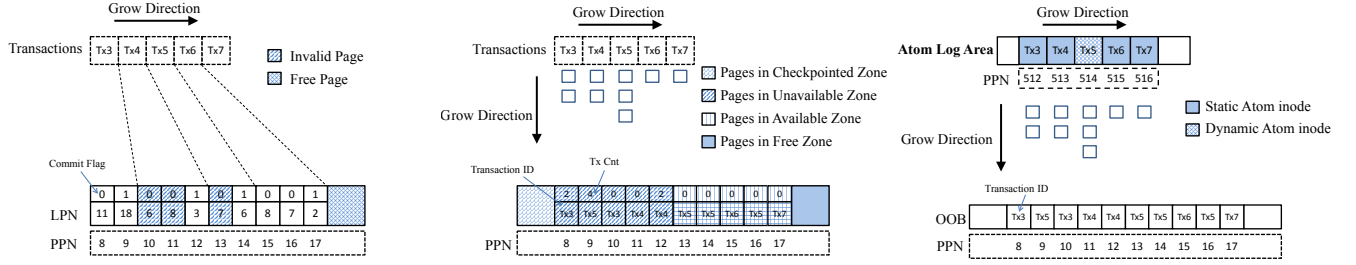 Grow Direction
Transactions Tx3 Tx4 Tx5 Tx6 Tx7
Invalid Page
Free Page
Commit Flag
0 1 0 0 1 0 1 0 0 1
LPN 11 18 6 8 3 7 6 8 7 2
PPN 8 9 10 11 12 13 14 15 16 17
Grow Direction
Transactions Tx3 Tx4 Tx5 Tx6 Tx7
Pages in Checkpointed Zone
Pages in Unavailable Zone
Pages in Available Zone
Pages in Free Zone
Grow Direction
Transaction ID
Tx Cnt
2 4 0 0 2 0 0 0 0 0
Tx3 Tx5 Tx3 Tx4 Tx4 Tx5 Tx5 Tx6 Tx5 Tx7
PPN 8 9 10 11 12 13 14 15 16 17
Grow Direction
Atom Log Area Tx3 Tx4 Tx5 Tx6 Tx7
PPN 512 513 514 515 516
Static Atom inode
Dynamic Atom inode
Grow Direction
Transaction ID
OOB Tx3 Tx5 Tx3 Tx4 Tx4 Tx5 Tx5 Tx6 Tx5 Tx7
PPN 8 9 10 11 12 13 14 15 16 17